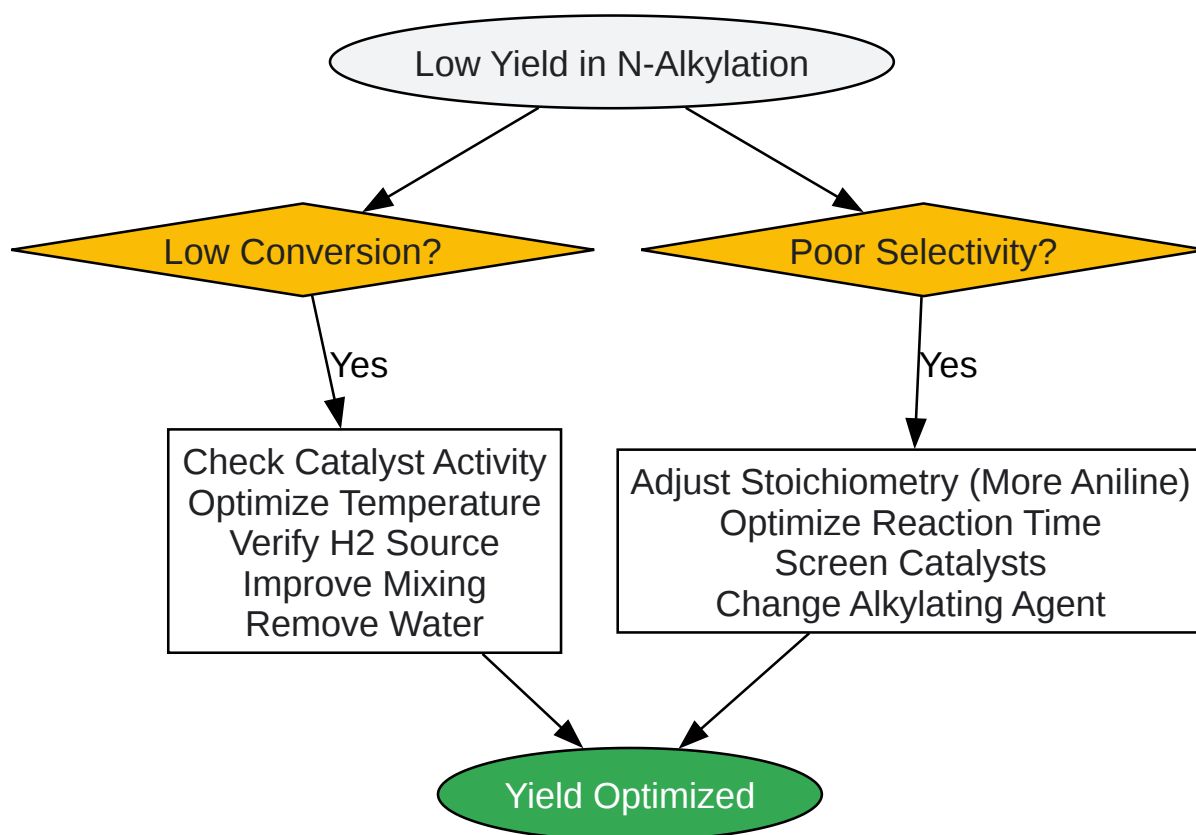 Low Yield in N-Alkylation
Low Conversion?
Poor Selectivity?
Yes
Yes
Check Catalyst Activity
Optimize Temperature
Verify H2 Source
Improve Mixing
Remove Water
Adjust Stoichiometry (More Aniline)
Optimize Reaction Time
Screen Catalysts
Change Alkylating Agent
Yield Optimized